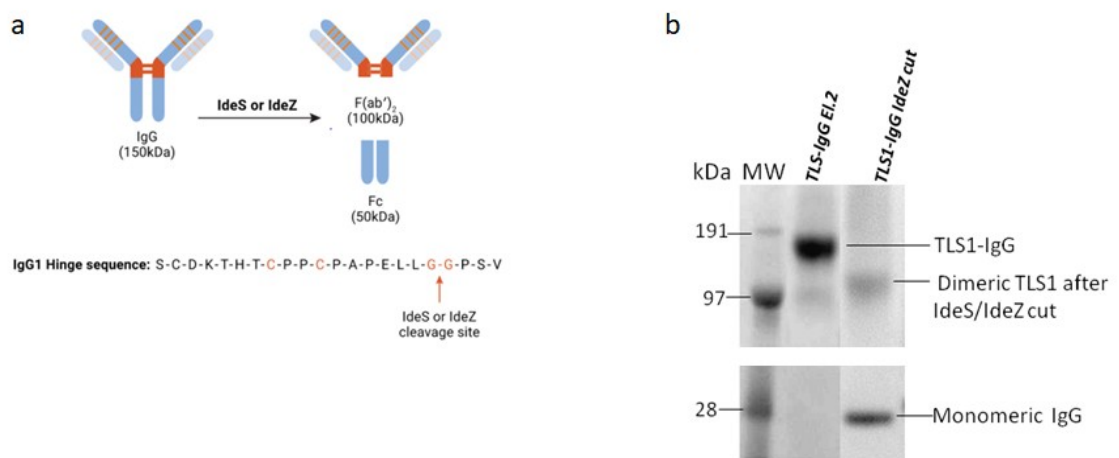 a
IdeS or IdeZ
IgG
(150kDa)
F(ab')₂
(100kDa)
Fc
(50kDa)
IgG1 Hinge sequence: S-C-D-K-T-H-T-C-P-P-C-P-A-P-E-L-L-G-G-P-S-V
IdeS or IdeZ
cleavage site
b
TLS-IgG El.2
TLS1-IgG IdeZ cut
kDa MW
191
TLS1-IgG
Dimeric TLS1 after
IdeS/IdeZ cut
97
28
Monomeric IgG